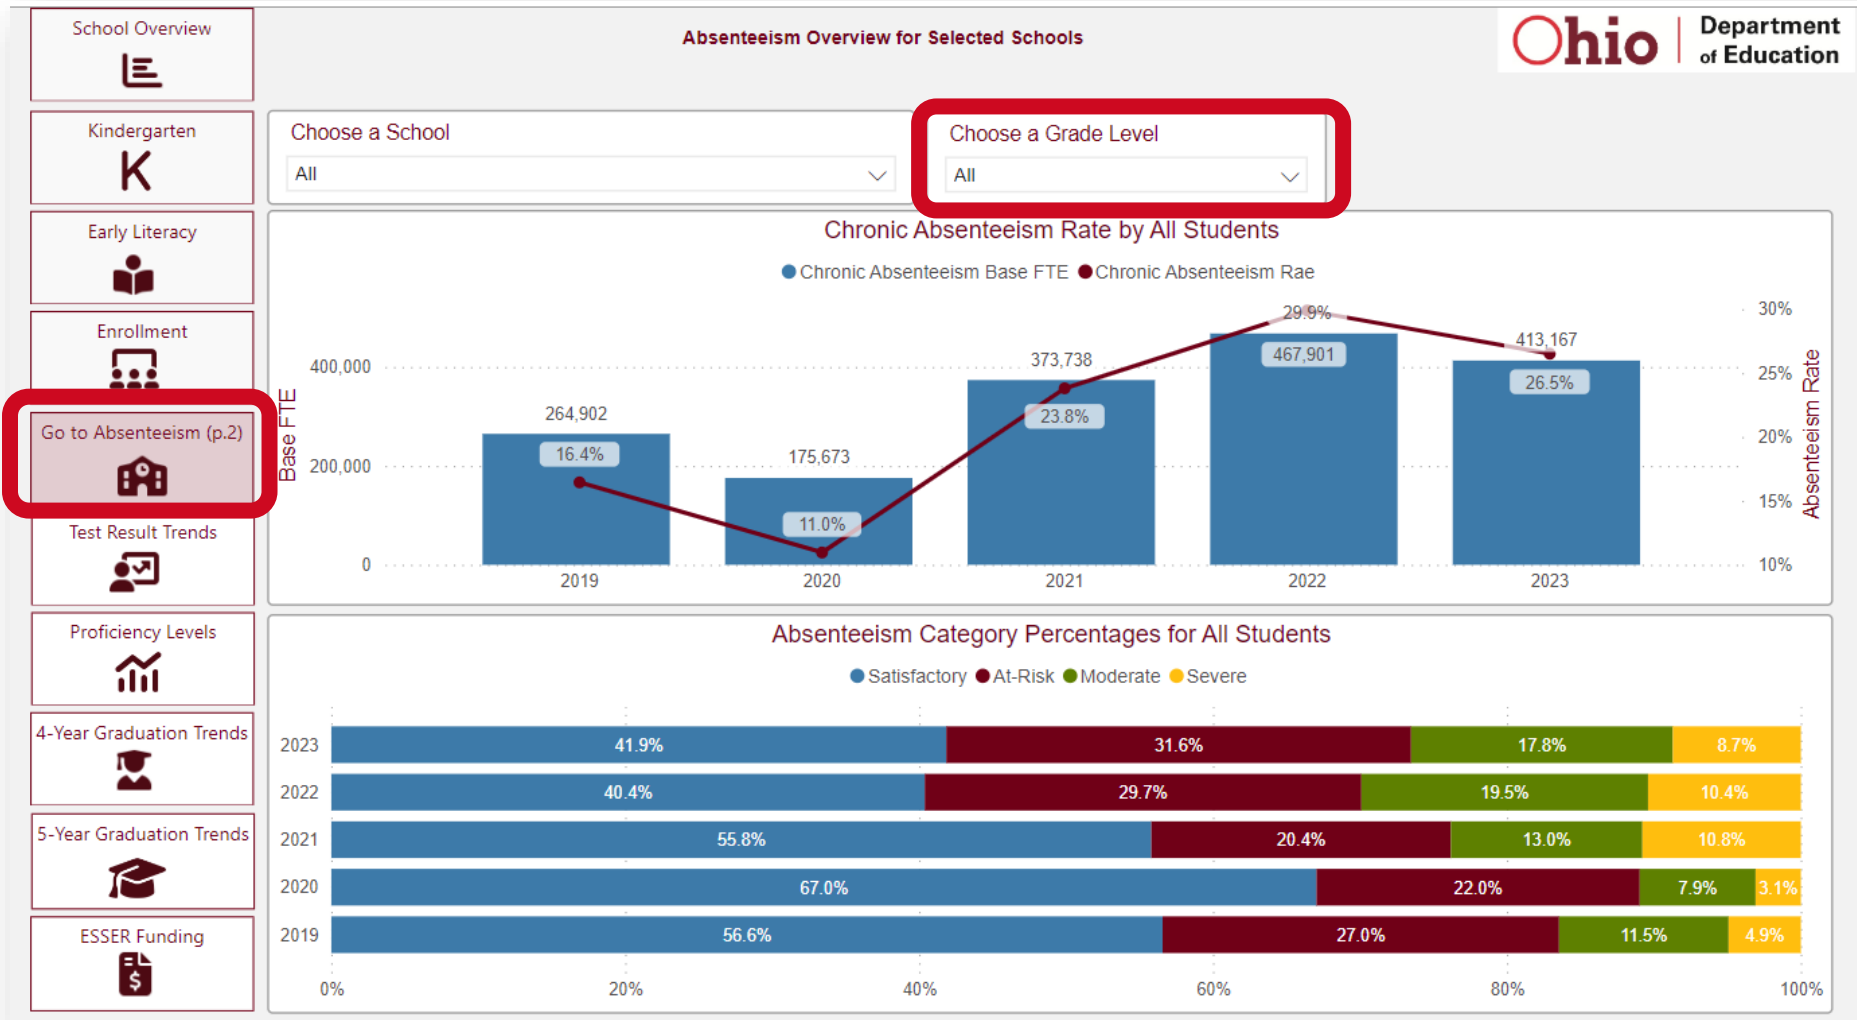 School Overview
Absenteeism Overview for Selected Schools
Ohio
Department
of Education
Kindergarten
K
Early Literacy
Enrollment
Go to Absenteeism (p.2)
Test Result Trends
Proficiency Levels
4-Year Graduation Trends
5-Year Graduation Trends
ESSER Funding
$
Choose a School
All
Choose a Grade Level
All
Chronic Absenteeism Rate by All Students
Chronic Absenteeism Base FTE Chronic Absenteeism Rae
Base FTE
400,000
200,000
0
264,902
16.4%
175,673
11.0%
373,738
23.8%
29.9%
467,901
413,167
26.5%
30%
25%
20%
15%
10%
Absenteeism Rate
2019 2020 2021 2022 2023
Absenteeism Category Percentages for All Students
Satisfactory At-Risk Moderate Severe
2023 41.9% 31.6% 17.8% 8.7%
2022 40.4% 29.7% 19.5% 10.4%
2021 55.8% 20.4% 13.0% 10.8%
2020 67.0% 22.0% 7.9% 3.1%
2019 56.6% 27.0% 11.5% 4.9%
0% 20% 40% 60% 80% 100%